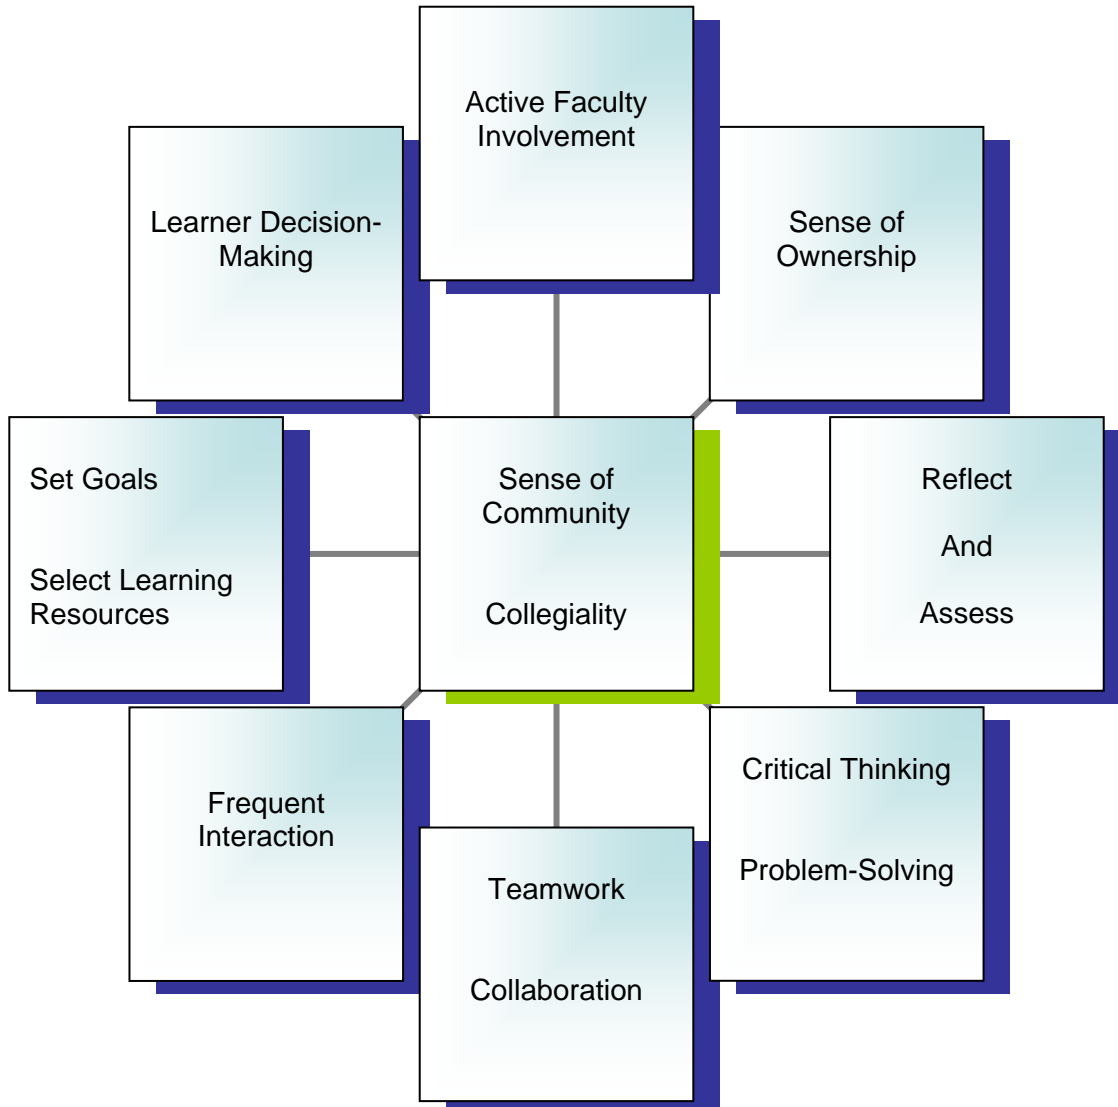 Active Faculty
Involvement
Learner Decision-
Making
Sense of
Ownership
Set Goals
Select Learning
Resources
Sense of
Community
Collegiality
Reflect
And
Assess
Frequent
Interaction
Teamwork
Collaboration
Critical Thinking
Problem-Solving